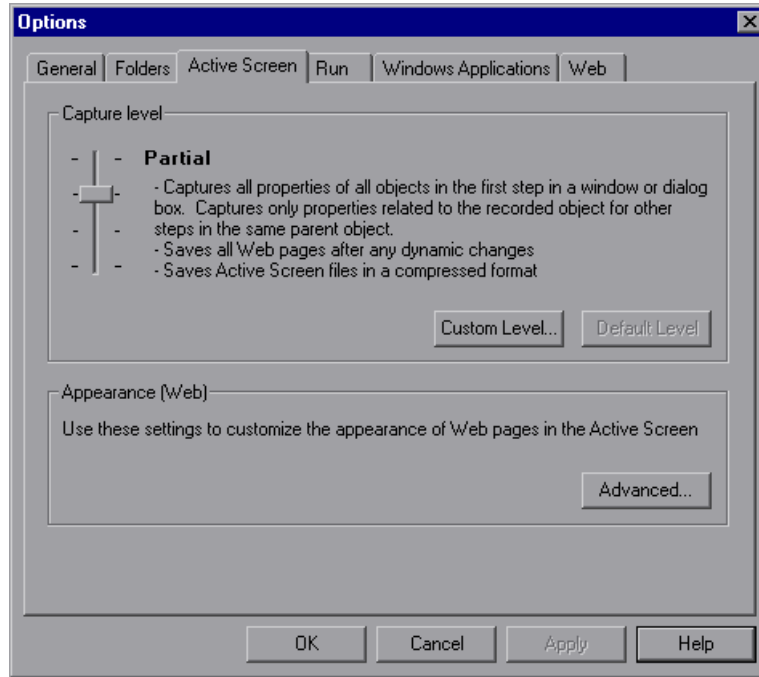 Options
General Folders Active Screen Run Windows Applications Web
Capture level
Partial
- Captures all properties of all objects in the first step in a window or dialog
box. Captures only properties related to the recorded object for other
steps in the same parent object.
- Saves all Web pages after any dynamic changes
- Saves Active Screen files in a compressed format
Custom Level... Default Level
Appearance (Web)
Use these settings to customize the appearance of Web pages in the Active Screen
Advanced...
OK Cancel Apply Help